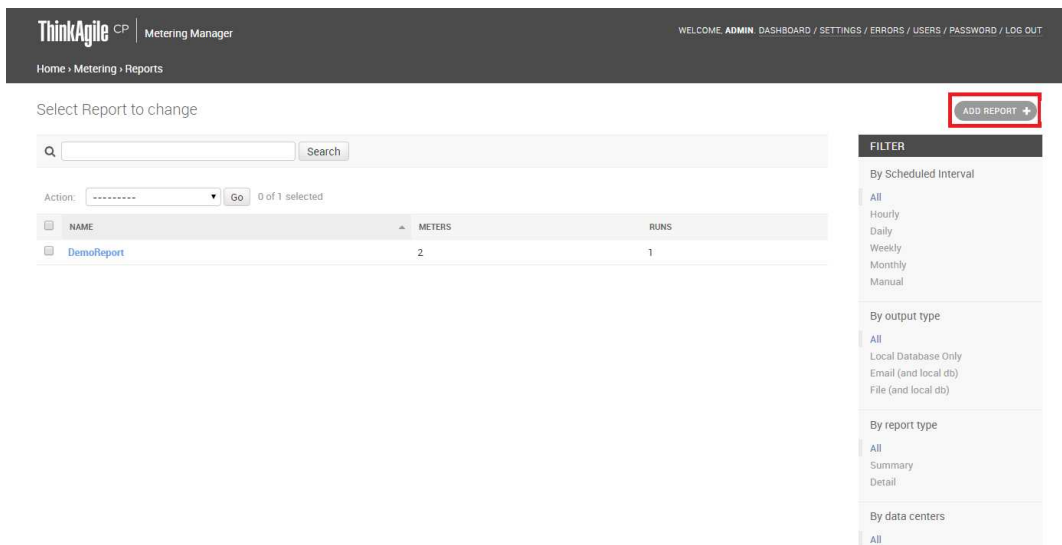 ThinkAgile CP | Metering Manager
WELCOME, ADMIN. DASHBOARD / SETTINGS / ERRORS / USERS / PASSWORD / LOG OUT
Home › Metering › Reports
Select Report to change
ADD REPORT +
Search
Action: --------- Go 0 of 1 selected
NAME METERS RUNS
DemoReport 2 1
FILTER
By Scheduled Interval
All
Hourly
Daily
Weekly
Monthly
Manual
By output type
All
Local Database Only
Email (and local db)
File (and local db)
By report type
All
Summary
Detail
By data centers
All